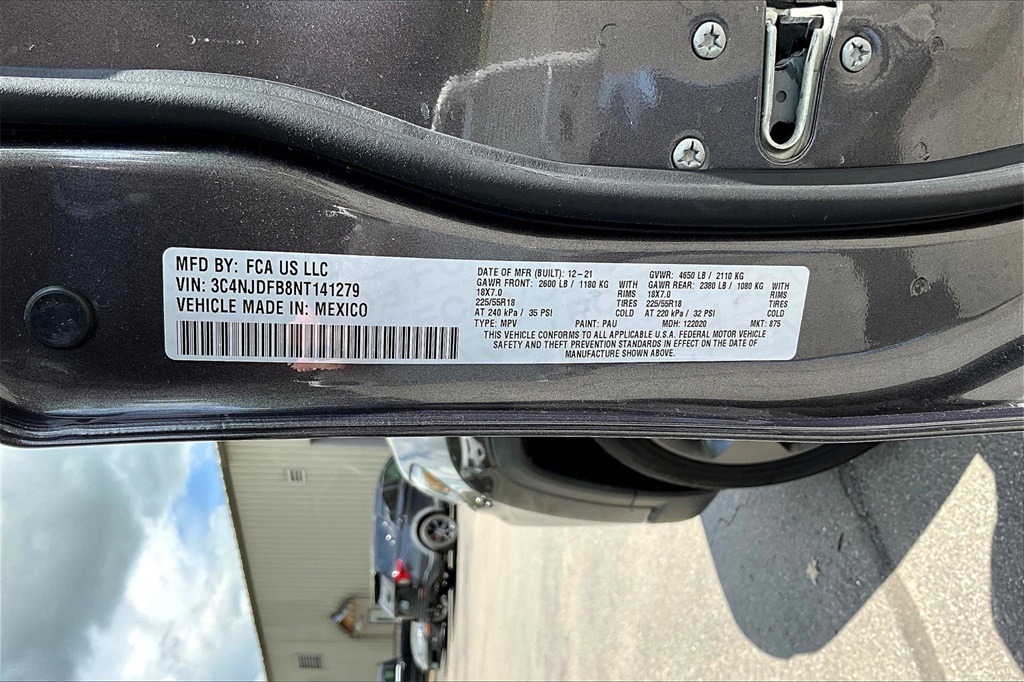 MFD BY: FCA US LLC
VIN: 3C4NJDFB8NT141279
VEHICLE MADE IN: MEXICO
DATE OF MFR (BUILT): 12-21 GVWR: 4650 LB / 2110 KG
GAWR FRONT: 2600 LB / 1180 KG WITH GAWR REAR: 2380 LB / 1080 KG WITH
18X7.0 RIMS 18X7.0 RIMS
225/55R18 TIRES 225/55R18 TIRES
AT 240 kPa / 35 PSI COLD AT 220 kPa / 32 PSI COLD
TYPE: MPV PAINT: PAU MDH: 122020 MKT: 875
THIS VEHICLE CONFORMS TO ALL APPLICABLE U.S.A. FEDERAL MOTOR VEHICLE
SAFETY AND THEFT PREVENTION STANDARDS IN EFFECT ON THE DATE OF
MANUFACTURE SHOWN ABOVE.